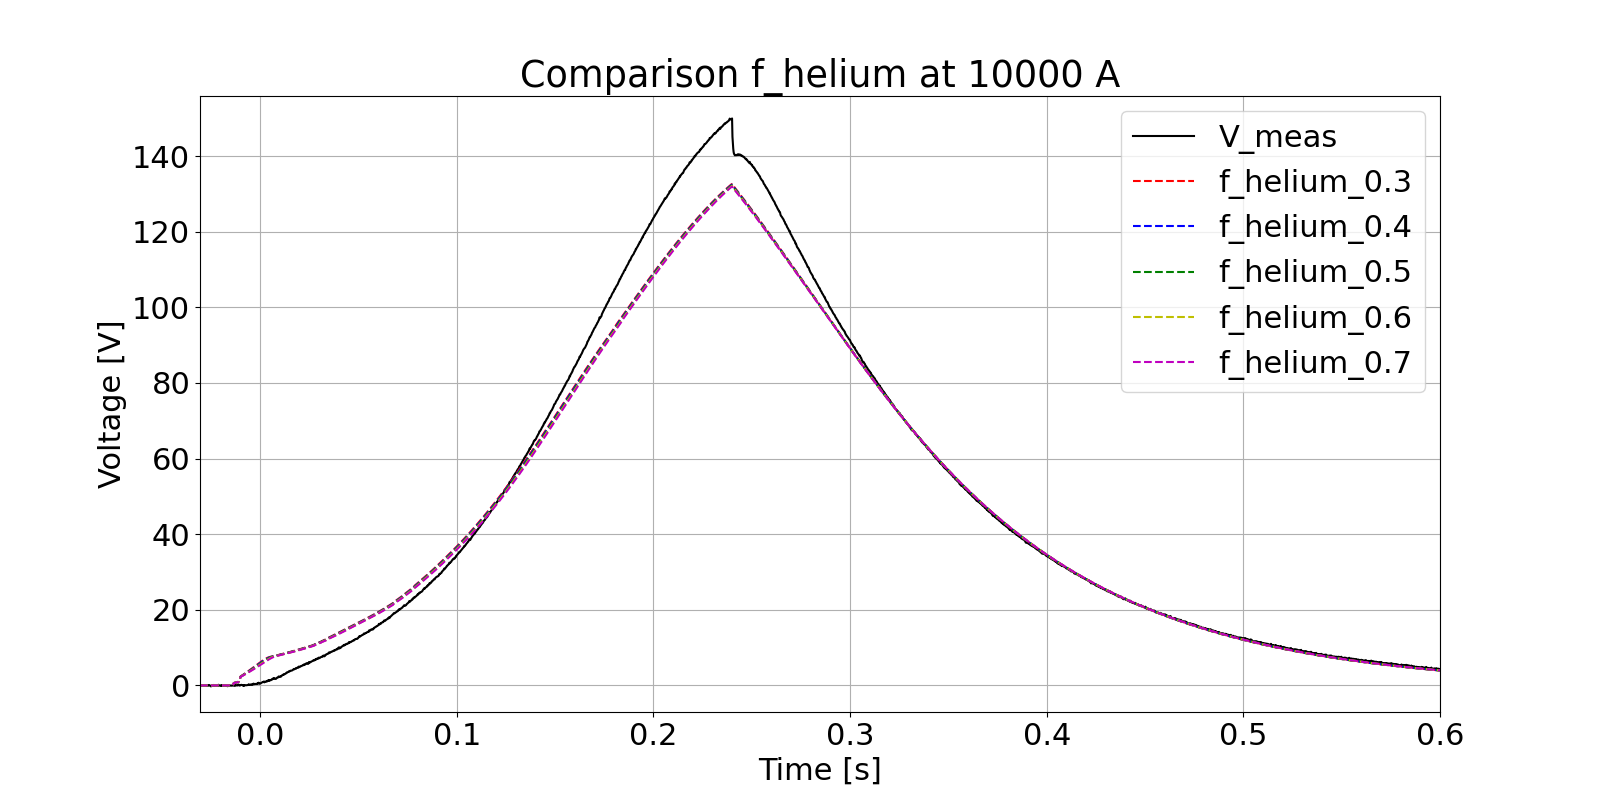 Comparison f_helium at 10000 A
V_meas
f_helium_0.3
f_helium_0.4
f_helium_0.5
f_helium_0.6
f_helium_0.7
Voltage [V]
140
120
100
80
60
40
20
0
0.0 0.1 0.2 0.3 0.4 0.5 0.6
Time [s]